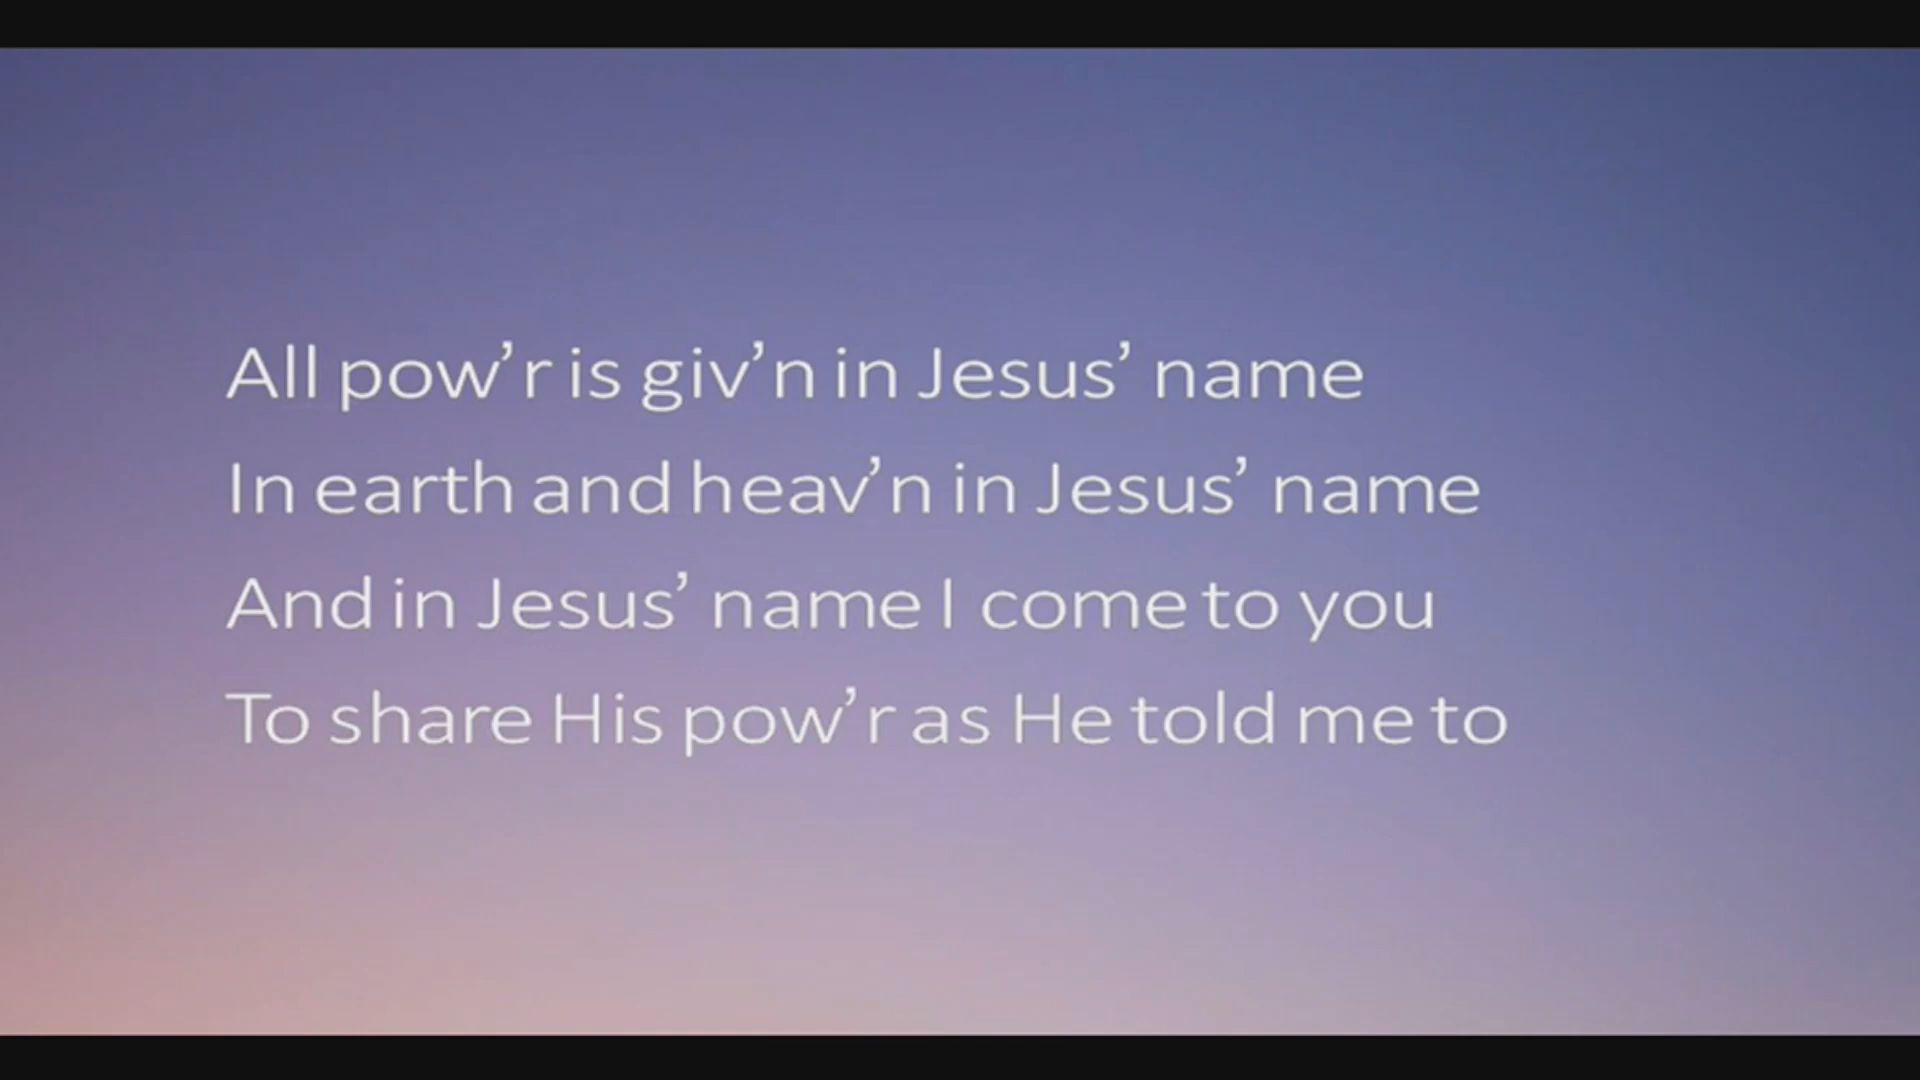 All pow’r is giv’n in Jesus’ name
In earth and heav’n in Jesus’ name
And in Jesus’ name I come to you
To share His pow’r as He told me to